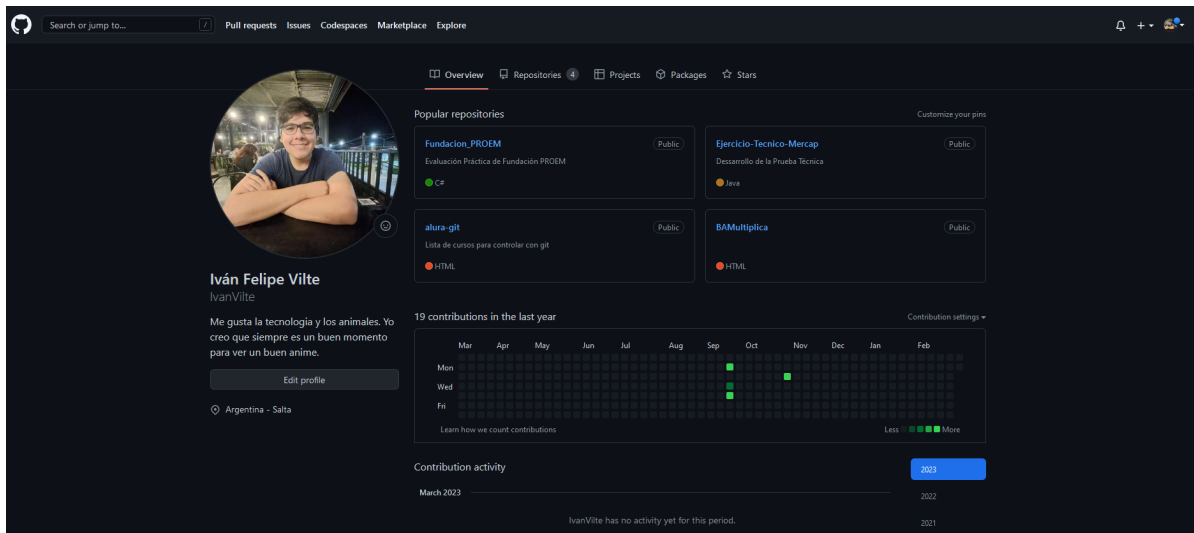 Search or jump to... /
Pull requests Issues Codespaces Marketplace Explore
Overview Repositories 4 Projects Packages Stars
Iván Felipe Vilte
IvanVilte
Me gusta la tecnologia y los animales. Yo
creo que siempre es un buen momento
para ver un buen anime.
Edit profile
Argentina - Salta
Popular repositories
Customize your pins
Fundacion_PROEM Public
Evaluación Práctica de Fundación PROEM
C#
Ejercicio-Tecnico-Mercap Public
Dessarrollo de la Prueba Técnica
Java
alura-git Public
Lista de cursos para controlar con git
HTML
BAMultiplica Public
HTML
19 contributions in the last year
Contribution settings
Mar Apr May Jun Jul Aug Sep Oct Nov Dec Jan Feb
Mon
Wed
Fri
Learn how we count contributions
Less More
Contribution activity
2023
2022
2021
March 2023
IvanVilte has no activity yet for this period.